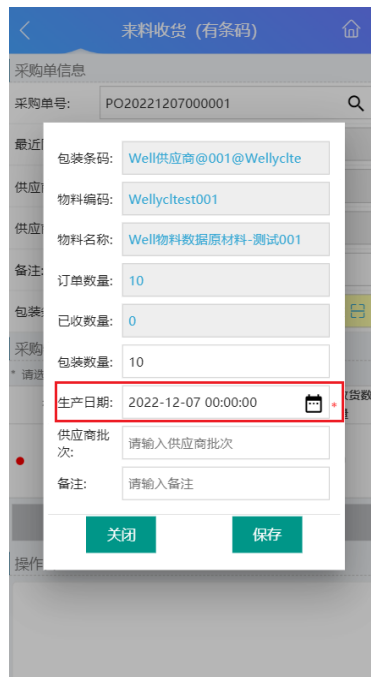 来料收货 (有条码)
采购单信息
采购单号: PO20221207000001
最近
供应
供应
备注:
包装
采购
* 请选
收货数
量
操作
包装条码: Well供应商@001@Wellyclte
物料编码: Wellycltest001
物料名称: Well物料数据原材料-测试001
订单数量: 10
已收数量: 0
包装数量: 10
生产日期: 2022-12-07 00:00:00 *
供应商批
次: 请输入供应商批次
备注: 请输入备注
关闭 保存